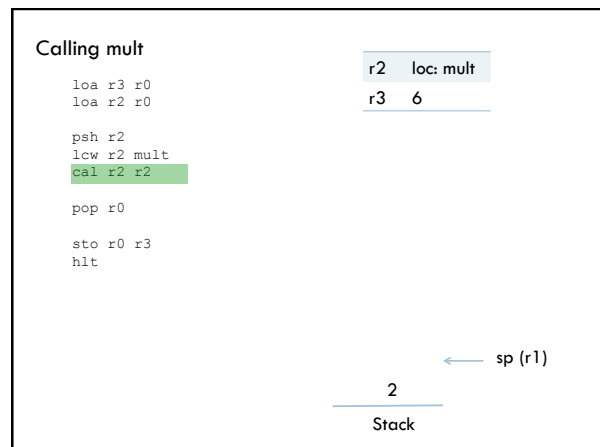 Calling mult
loa r3 r0
loa r2 r0
psh r2
lcw r2 mult
cal r2 r2
pop r0
sto r0 r3
hlt
r2 loc: mult
r3 6
sp (r1)
2
Stack